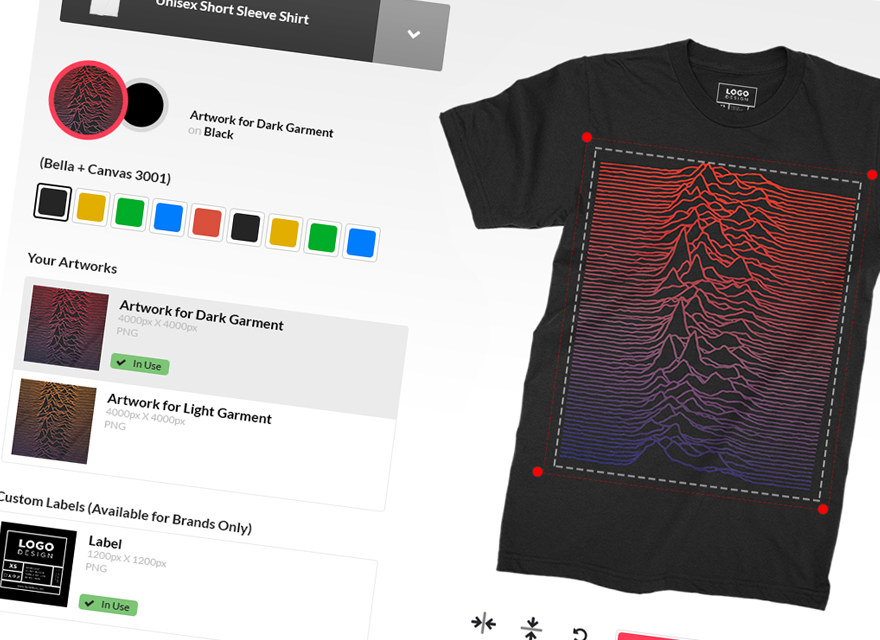 Unisex Short Sleeve Shirt
Artwork for Dark Garment
on Black
(Bella + Canvas 3001)
Your Artworks
Artwork for Dark Garment
4000px X 4000px
PNG
In Use
Artwork for Light Garment
4000px X 4000px
PNG
Custom Labels (Available for Brands Only)
LOGO
DESIGN
XS
Label
1200px X 1200px
PNG
In Use
LOGO
DESIGN